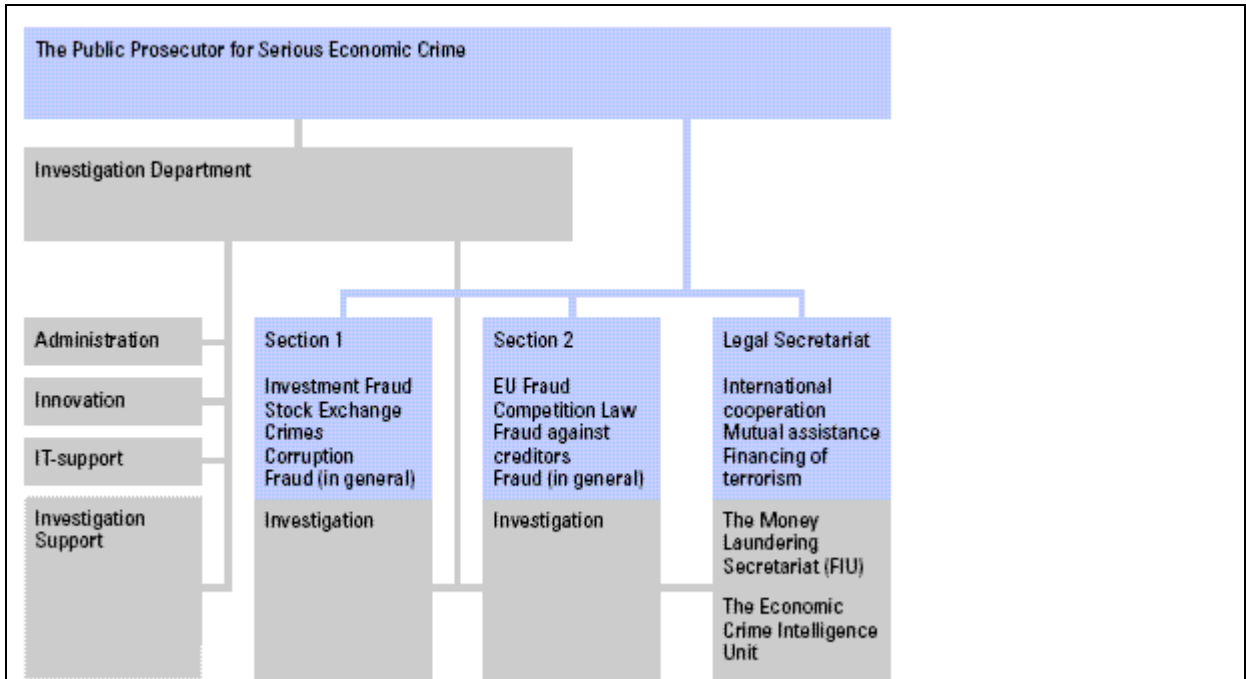 The Public Prosecutor for Serious Economic Crime
Investigation Department
Administration
Innovation
IT-support
Investigation
Support
Section 1
Investment Fraud
Stock Exchange
Crimes
Corruption
Fraud (in general)
Investigation
Section 2
EU Fraud
Competition Law
Fraud against
creditors
Fraud (in general)
Investigation
Legal Secretariat
International
cooperation
Mutual assistance
Financing of
terrorism
The Money
Laundering
Secretariat (FIU)
The Economic
Crime Intelligence
Unit